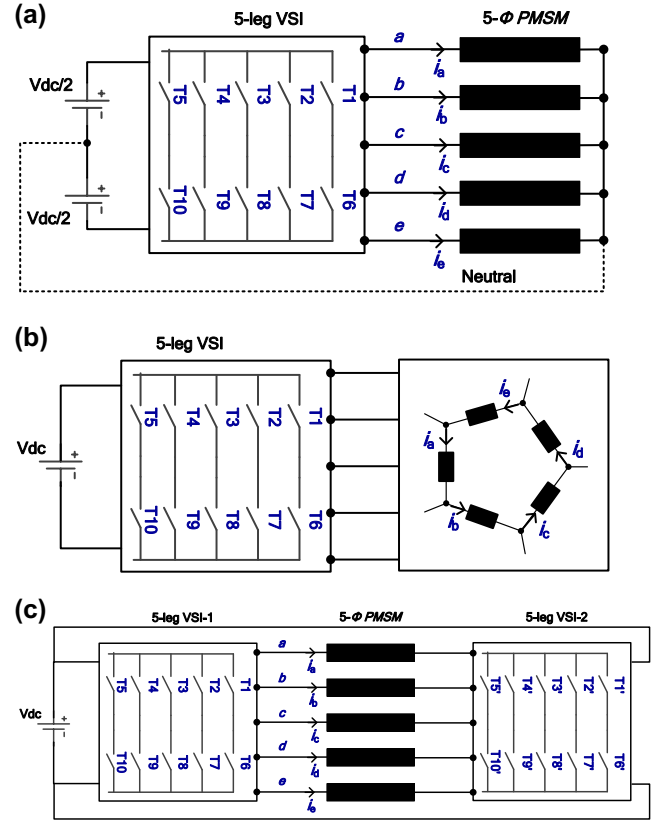 (a)
5-leg VSI
5-Φ PMSM
Vdc/2
Vdc/2
T5 T4 T3 T2 T1
T10 T9 T8 T7 T6
a
ia
b
ib
c
ic
d
id
e
ie
Neutral
(b)
5-leg VSI
Vdc
T5 T4 T3 T2 T1
T10 T9 T8 T7 T6
ie
ia
id
ib
ic
(c)
5-leg VSI-1
5-Φ PMSM
5-leg VSI-2
Vdc
T5 T4 T3 T2 T1
T10 T9 T8 T7 T6
a
ia
b
ib
c
ic
d
id
e
ie
T5' T4' T3' T2' T1'
T10' T9' T8' T7' T6'